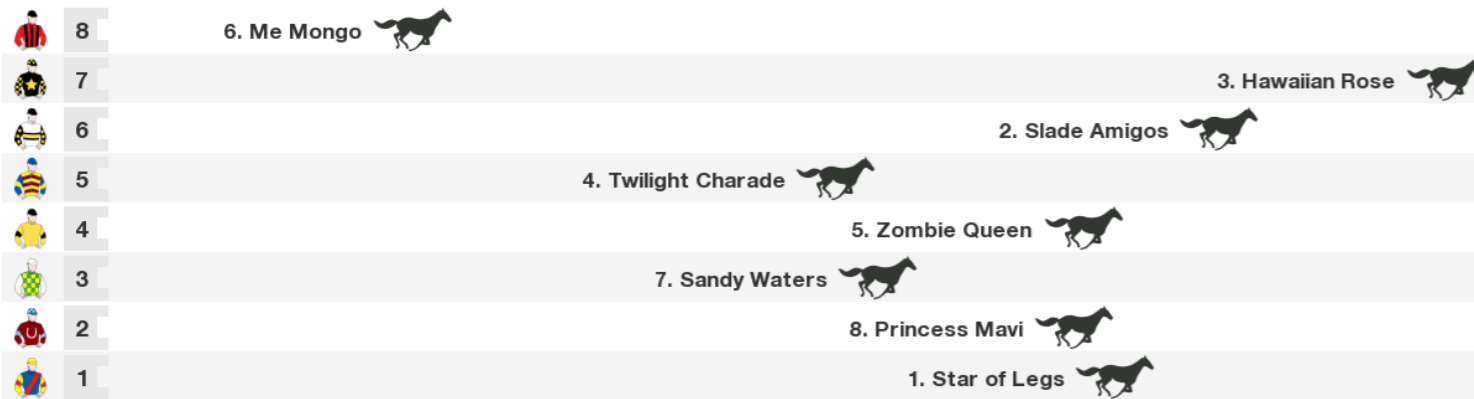 8 6. Me Mongo
7 3. Hawaiian Rose
6 2. Slade Amigos
5 4. Twilight Charade
4 5. Zombie Queen
3 7. Sandy Waters
2 8. Princess Mavi
1 1. Star of Legs